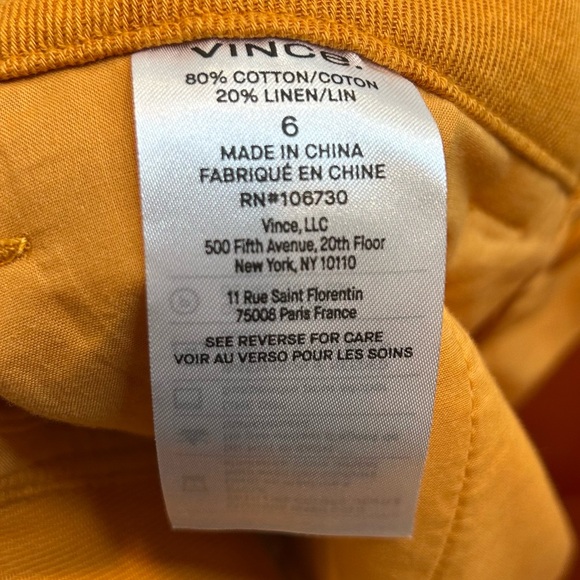 VINCE.
80% COTTON/COTON
20% LINEN/LIN
6
MADE IN CHINA
FABRIQUÉ EN CHINE
RN#106730
Vince, LLC
500 Fifth Avenue, 20th Floor
New York, NY 10110
11 Rue Saint Florentin
75008 Paris France
SEE REVERSE FOR CARE
VOIR AU VERSO POUR LES SOINS